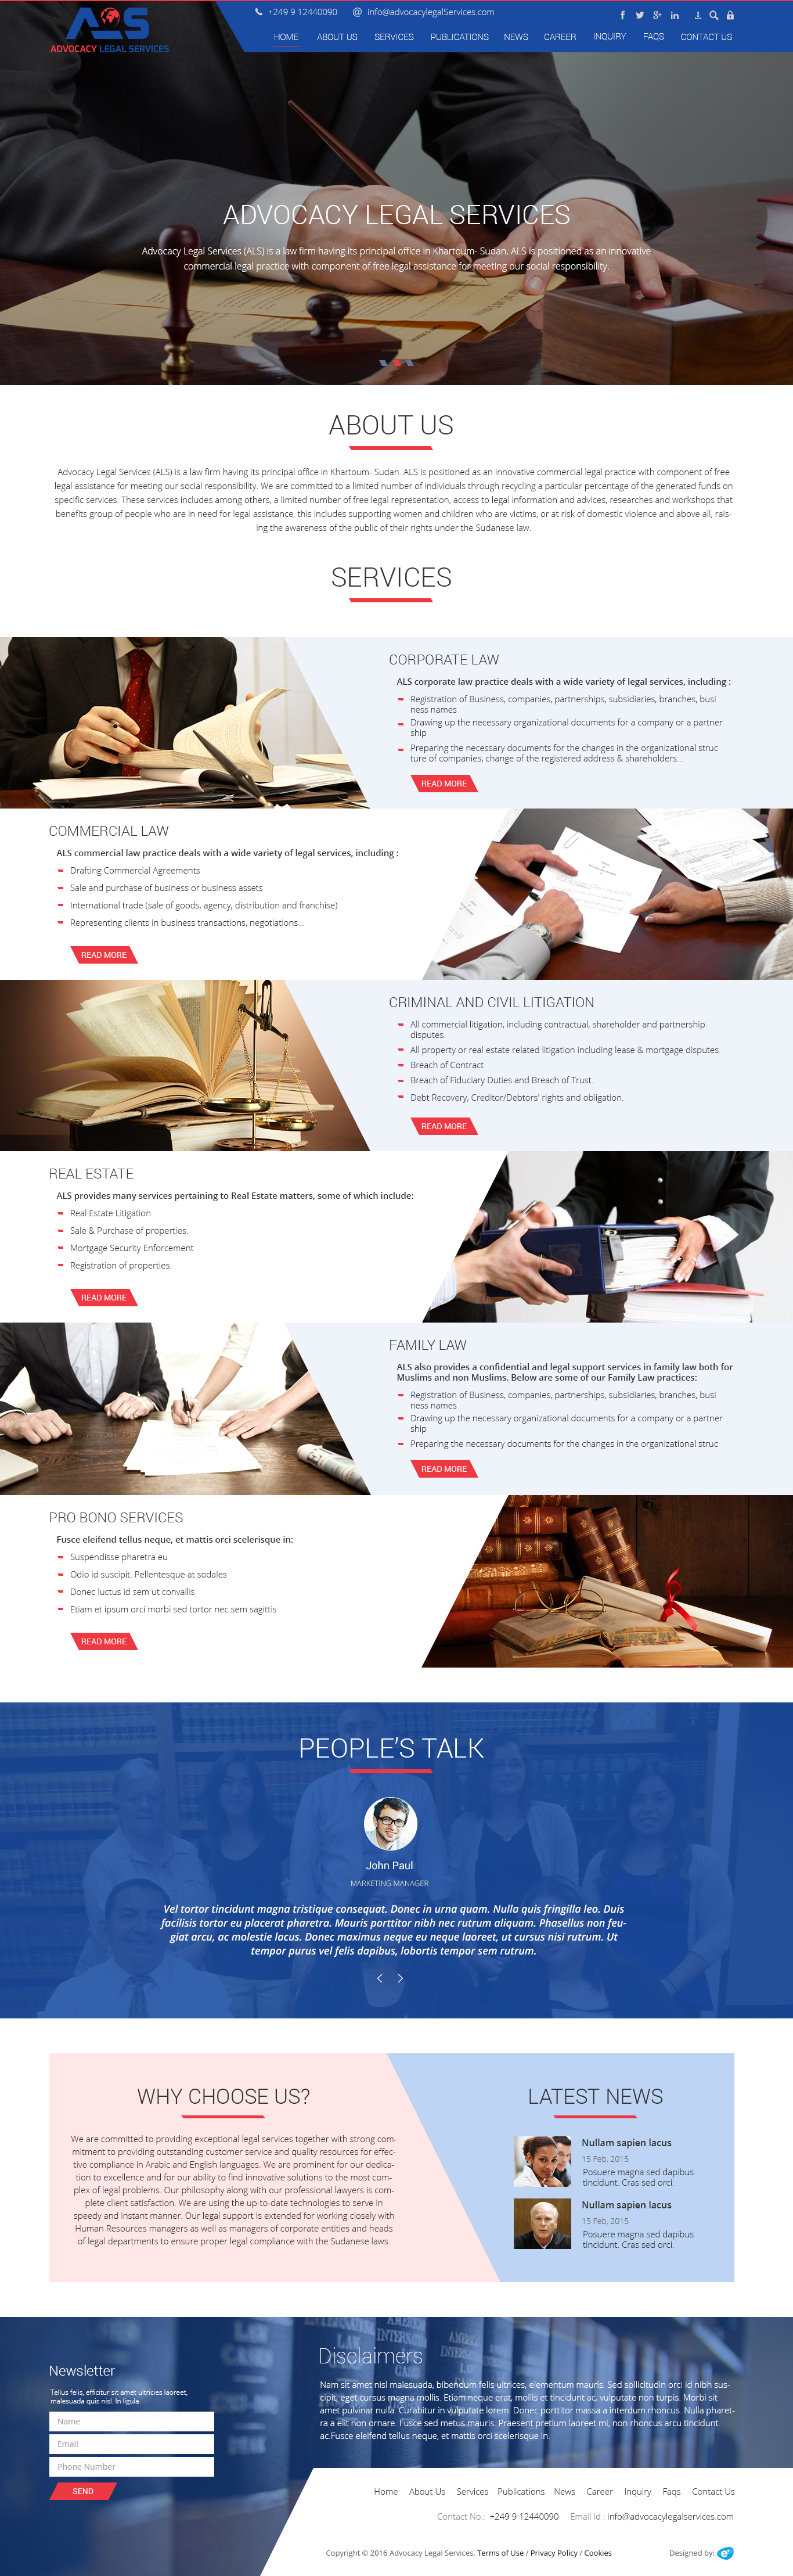 +249 9 12440090 @ info@advocacylegalServices.com
ALS
ADVOCACY LEGAL SERVICES
HOME ABOUT US SERVICES PUBLICATIONS NEWS CAREER INQUIRY FAQS CONTACT US
ADVOCACY LEGAL SERVICES
Advocacy Legal Services (ALS) is a law firm having its principal office in Khartoum- Sudan. ALS is positioned as an innovative
commercial legal practice with component of free legal assistance for meeting our social responsibility.
ABOUT US
Advocacy Legal Services (ALS) is a law firm having its principal office in Khartoum- Sudan. ALS is positioned as an innovative commercial legal practice with component of free
legal assistance for meeting our social responsibility. We are committed to a limited number of individuals through recycling a particular percentage of the generated funds on
specific services. These services includes among others, a limited number of free legal representation, access to legal information and advices, researches and workshops that
benefits group of people who are in need for legal assistance, this includes supporting women and children who are victims, or at risk of domestic violence and above all, rais-
ing the awareness of the public of their rights under the Sudanese law.
SERVICES
CORPORATE LAW
ALS corporate law practice deals with a wide variety of legal services, including :
Registration of Business, companies, partnerships, subsidiaries, branches, busi
ness names
Drawing up the necessary organizational documents for a company or a partner
ship
Preparing the necessary documents for the changes in the organizational struc
ture of companies, change of the registered address & shareholders...
READ MORE
COMMERCIAL LAW
ALS commercial law practice deals with a wide variety of legal services, including :
Drafting Commercial Agreements
Sale and purchase of business or business assets
International trade (sale of goods, agency, distribution and franchise)
Representing clients in business transactions, negotiations...
READ MORE
CRIMINAL AND CIVIL LITIGATION
All commercial litigation, including contractual, shareholder and partnership
disputes.
All property or real estate related litigation including lease & mortgage disputes.
Breach of Contract
Breach of Fiduciary Duties and Breach of Trust.
Debt Recovery, Creditor/Debtors' rights and obligation.
READ MORE
REAL ESTATE
ALS provides many services pertaining to Real Estate matters, some of which include:
Real Estate Litigation
Sale & Purchase of properties.
Mortgage Security Enforcement
Registration of properties.
READ MORE
FAMILY LAW
ALS also provides a confidential and legal support services in family law both for
Muslims and non Muslims. Below are some of our Family Law practices:
Registration of Business, companies, partnerships, subsidiaries, branches, busi
ness names
Drawing up the necessary organizational documents for a company or a partner
ship
Preparing the necessary documents for the changes in the organizational struc
READ MORE
PRO BONO SERVICES
Fusce eleifend tellus neque, et mattis orci scelerisque in:
Suspendisse pharetra eu
Odio id suscipit. Pellentesque at sodales
Donec luctus id sem ut convallis
Etiam et ipsum orci morbi sed tortor nec sem sagittis
READ MORE
PEOPLE'S TALK
John Paul
MARKETING MANAGER
Vel tortor tincidunt magna tristique consequat. Donec in urna quam. Nulla quis fringilla leo. Duis
facilisis tortor eu placerat pharetra. Mauris porttitor nibh nec rutrum aliquam. Phasellus non feu-
giat arcu, ac molestie lacus. Donec maximus neque eu neque laoreet, ut cursus nisi rutrum. Ut
tempor purus vel felis dapibus, lobortis tempor sem rutrum.
WHY CHOOSE US?
We are committed to providing exceptional legal services together with strong com-
mitment to providing outstanding customer service and quality resources for effec-
tive compliance in Arabic and English languages. We are prominent for our dedica-
tion to excellence and for our ability to find innovative solutions to the most com-
plex of legal problems. Our philosophy along with our professional lawyers is com-
plete client satisfaction. We are using the up-to-date technologies to serve in
speedy and instant manner. Our legal support is extended for working closely with
Human Resources managers as well as managers of corporate entities and heads
of legal departments to ensure proper legal compliance with the Sudanese laws.
LATEST NEWS
Nullam sapien lacus
15 Feb, 2015
Posuere magna sed dapibus
tincidunt. Cras sed orci.
Nullam sapien lacus
15 Feb, 2015
Posuere magna sed dapibus
tincidunt. Cras sed orci.
Newsletter
Tellus felis, efficitur sit amet ultricies laoreet,
malesuada quis nisl. In ligula.
Name
Email
Phone Number
SEND
Disclaimers
Nam sit amet nisl malesuada, bibendum felis ultrices, elementum mauris. Sed sollicitudin orci id nibh sus-
cipit, eget cursus magna mollis. Etiam neque erat, mollis et tincidunt ac, vulputate non turpis. Morbi sit
amet pulvinar nulla. Curabitur in vulputate lorem. Donec porttitor massa a interdum rhoncus. Nulla pharet-
ra a elit non ornare. Fusce sed metus mauris. Praesent pretium laoreet mi, non rhoncus arcu tincidunt
ac.Fusce eleifend tellus neque, et mattis orci scelerisque in.
Home About Us Services Publications News Career Inquiry Faqs Contact Us
Contact No.: +249 9 12440090 Email Id : info@advocacylegalservices.com
Copyright © 2016 Advocacy Legal Services. Terms of Use / Privacy Policy / Cookies Designed by: